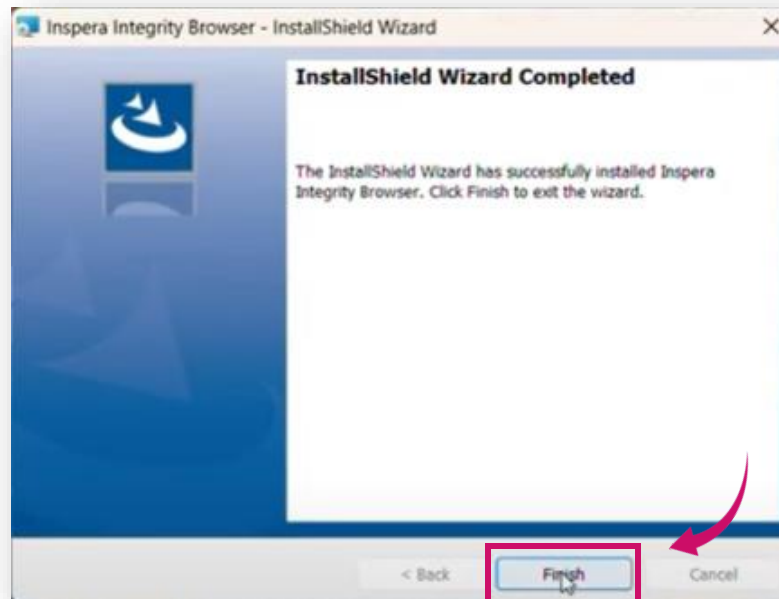 Inspera Integrity Browser - InstallShield Wizard
InstallShield Wizard Completed
The InstallShield Wizard has successfully installed Inspera
Integrity Browser. Click Finish to exit the wizard.
< Back
Finish
Cancel